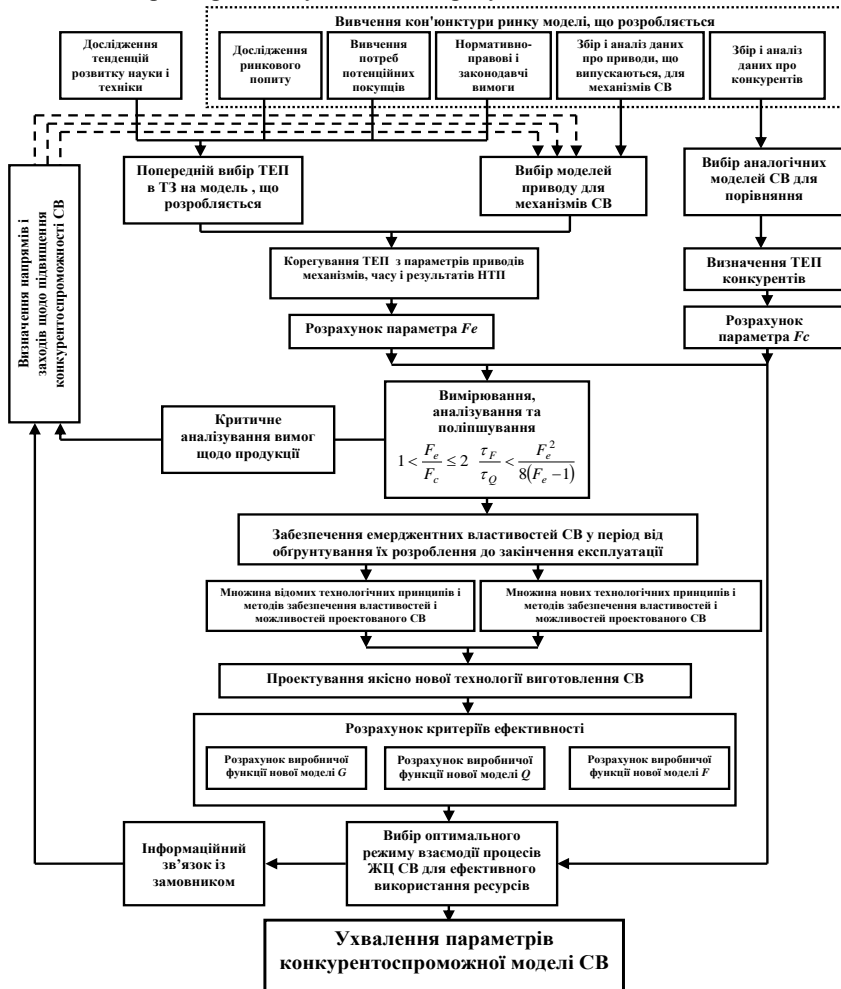 Вивчення кон'юнктури ринку моделі, що розробляється
Дослідження
тенденцій
розвитку науки і
техніки
Дослідження
ринкового
попиту
Вивчення
потреб
потенційних
покупців
Нормативно-
правові і
законодавчі
вимоги
Збір і аналіз даних
про приводи, що
випускаються, для
механізмів СВ
Збір і аналіз
даних про
конкурентів
Визначення напрямів і
заходів щодо підвищення
конкурентоспроможності СВ
Попередній вибір ТЕП
в ТЗ на модель , що
розробляється
Вибір моделей
приводу для
механізмів СВ
Вибір аналогічних
моделей СВ для
порівняння
Корегування ТЕП з параметрів приводів
механізмів, часу і результатів НТП
Визначення ТЕП
конкурентів
Розрахунок параметра Fe
Розрахунок
параметра Fc
Критичне
аналізування вимог
щодо продукції
Вимірювання,
аналізування та
поліпшування
1 < F_e / F_c ≤ 2   τ_F / τ_Q < F_e² / 8(F_e − 1)
Забезпечення емерджентних властивостей СВ у період від
обґрунтування їх розроблення до закінчення експлуатації
Множина відомих технологічних принципів і
методів забезпечення властивостей і
можливостей проектованого СВ
Множина нових технологічних принципів і
методів забезпечення властивостей і
можливостей проектованого СВ
Проектування якісно нової технології виготовлення СВ
Розрахунок критеріїв ефективності
Розрахунок виробничої
функції нової моделі G
Розрахунок виробничої
функції нової моделі Q
Розрахунок виробничої
функції нової моделі F
Інформаційний
зв’язок із
замовником
Вибір оптимального
режиму взаємодії процесів
ЖЦ СВ для ефективного
використання ресурсів
Ухвалення параметрів
конкурентоспроможної моделі СВ